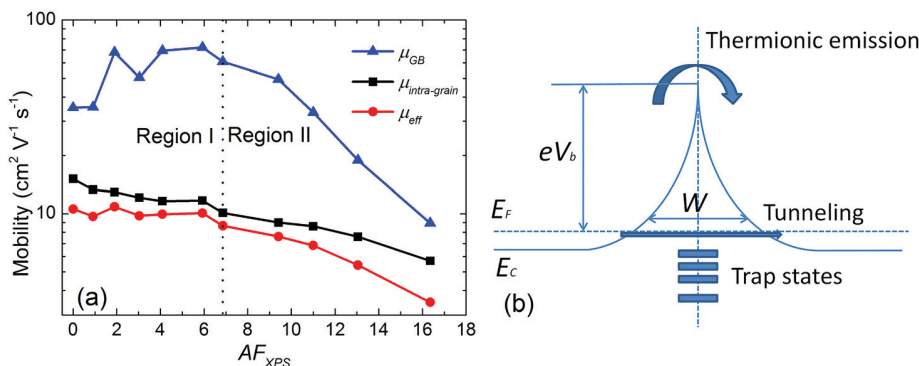 100
μGB
μintra-grain
μeff
Region I
Region II
10
Mobility (cm2 V-1 s-1)
(a)
0 2 4 6 8 10 12 14 16 18
AFXPS
Thermionic emission
eVb
EF
W
Tunneling
EC
Trap states
(b)